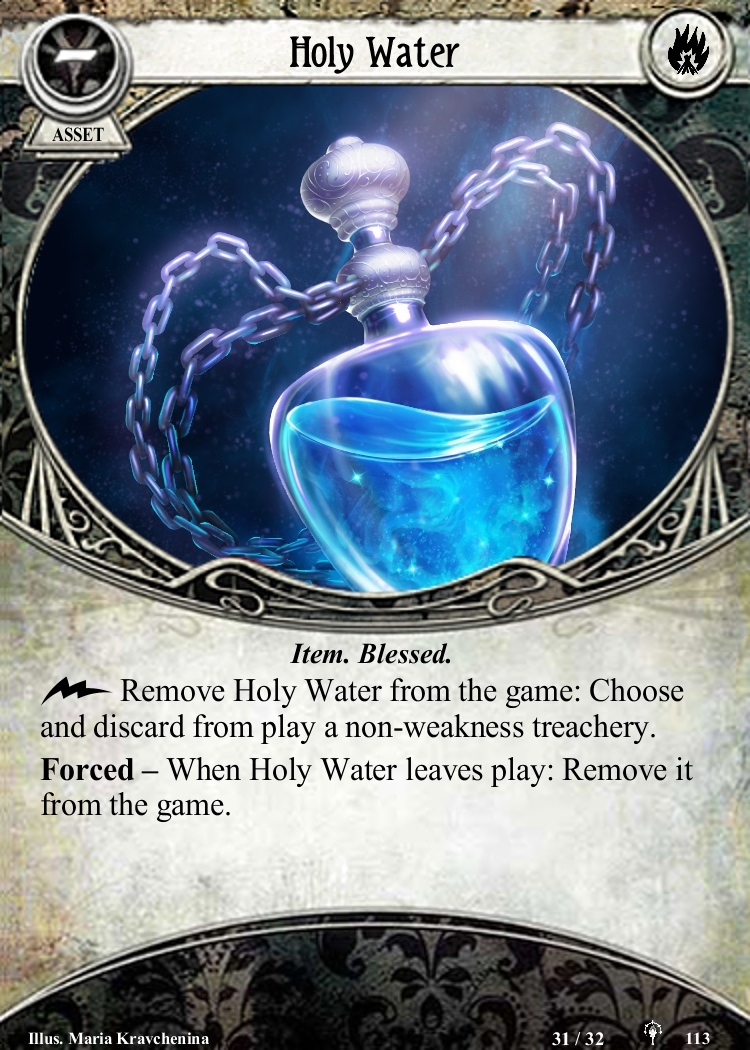 Holy Water
ASSET
Item. Blessed.
Remove Holy Water from the game: Choose
and discard from play a non-weakness treachery.
Forced – When Holy Water leaves play: Remove it
from the game.
Illus. Maria Kravchenina
31 / 32
113